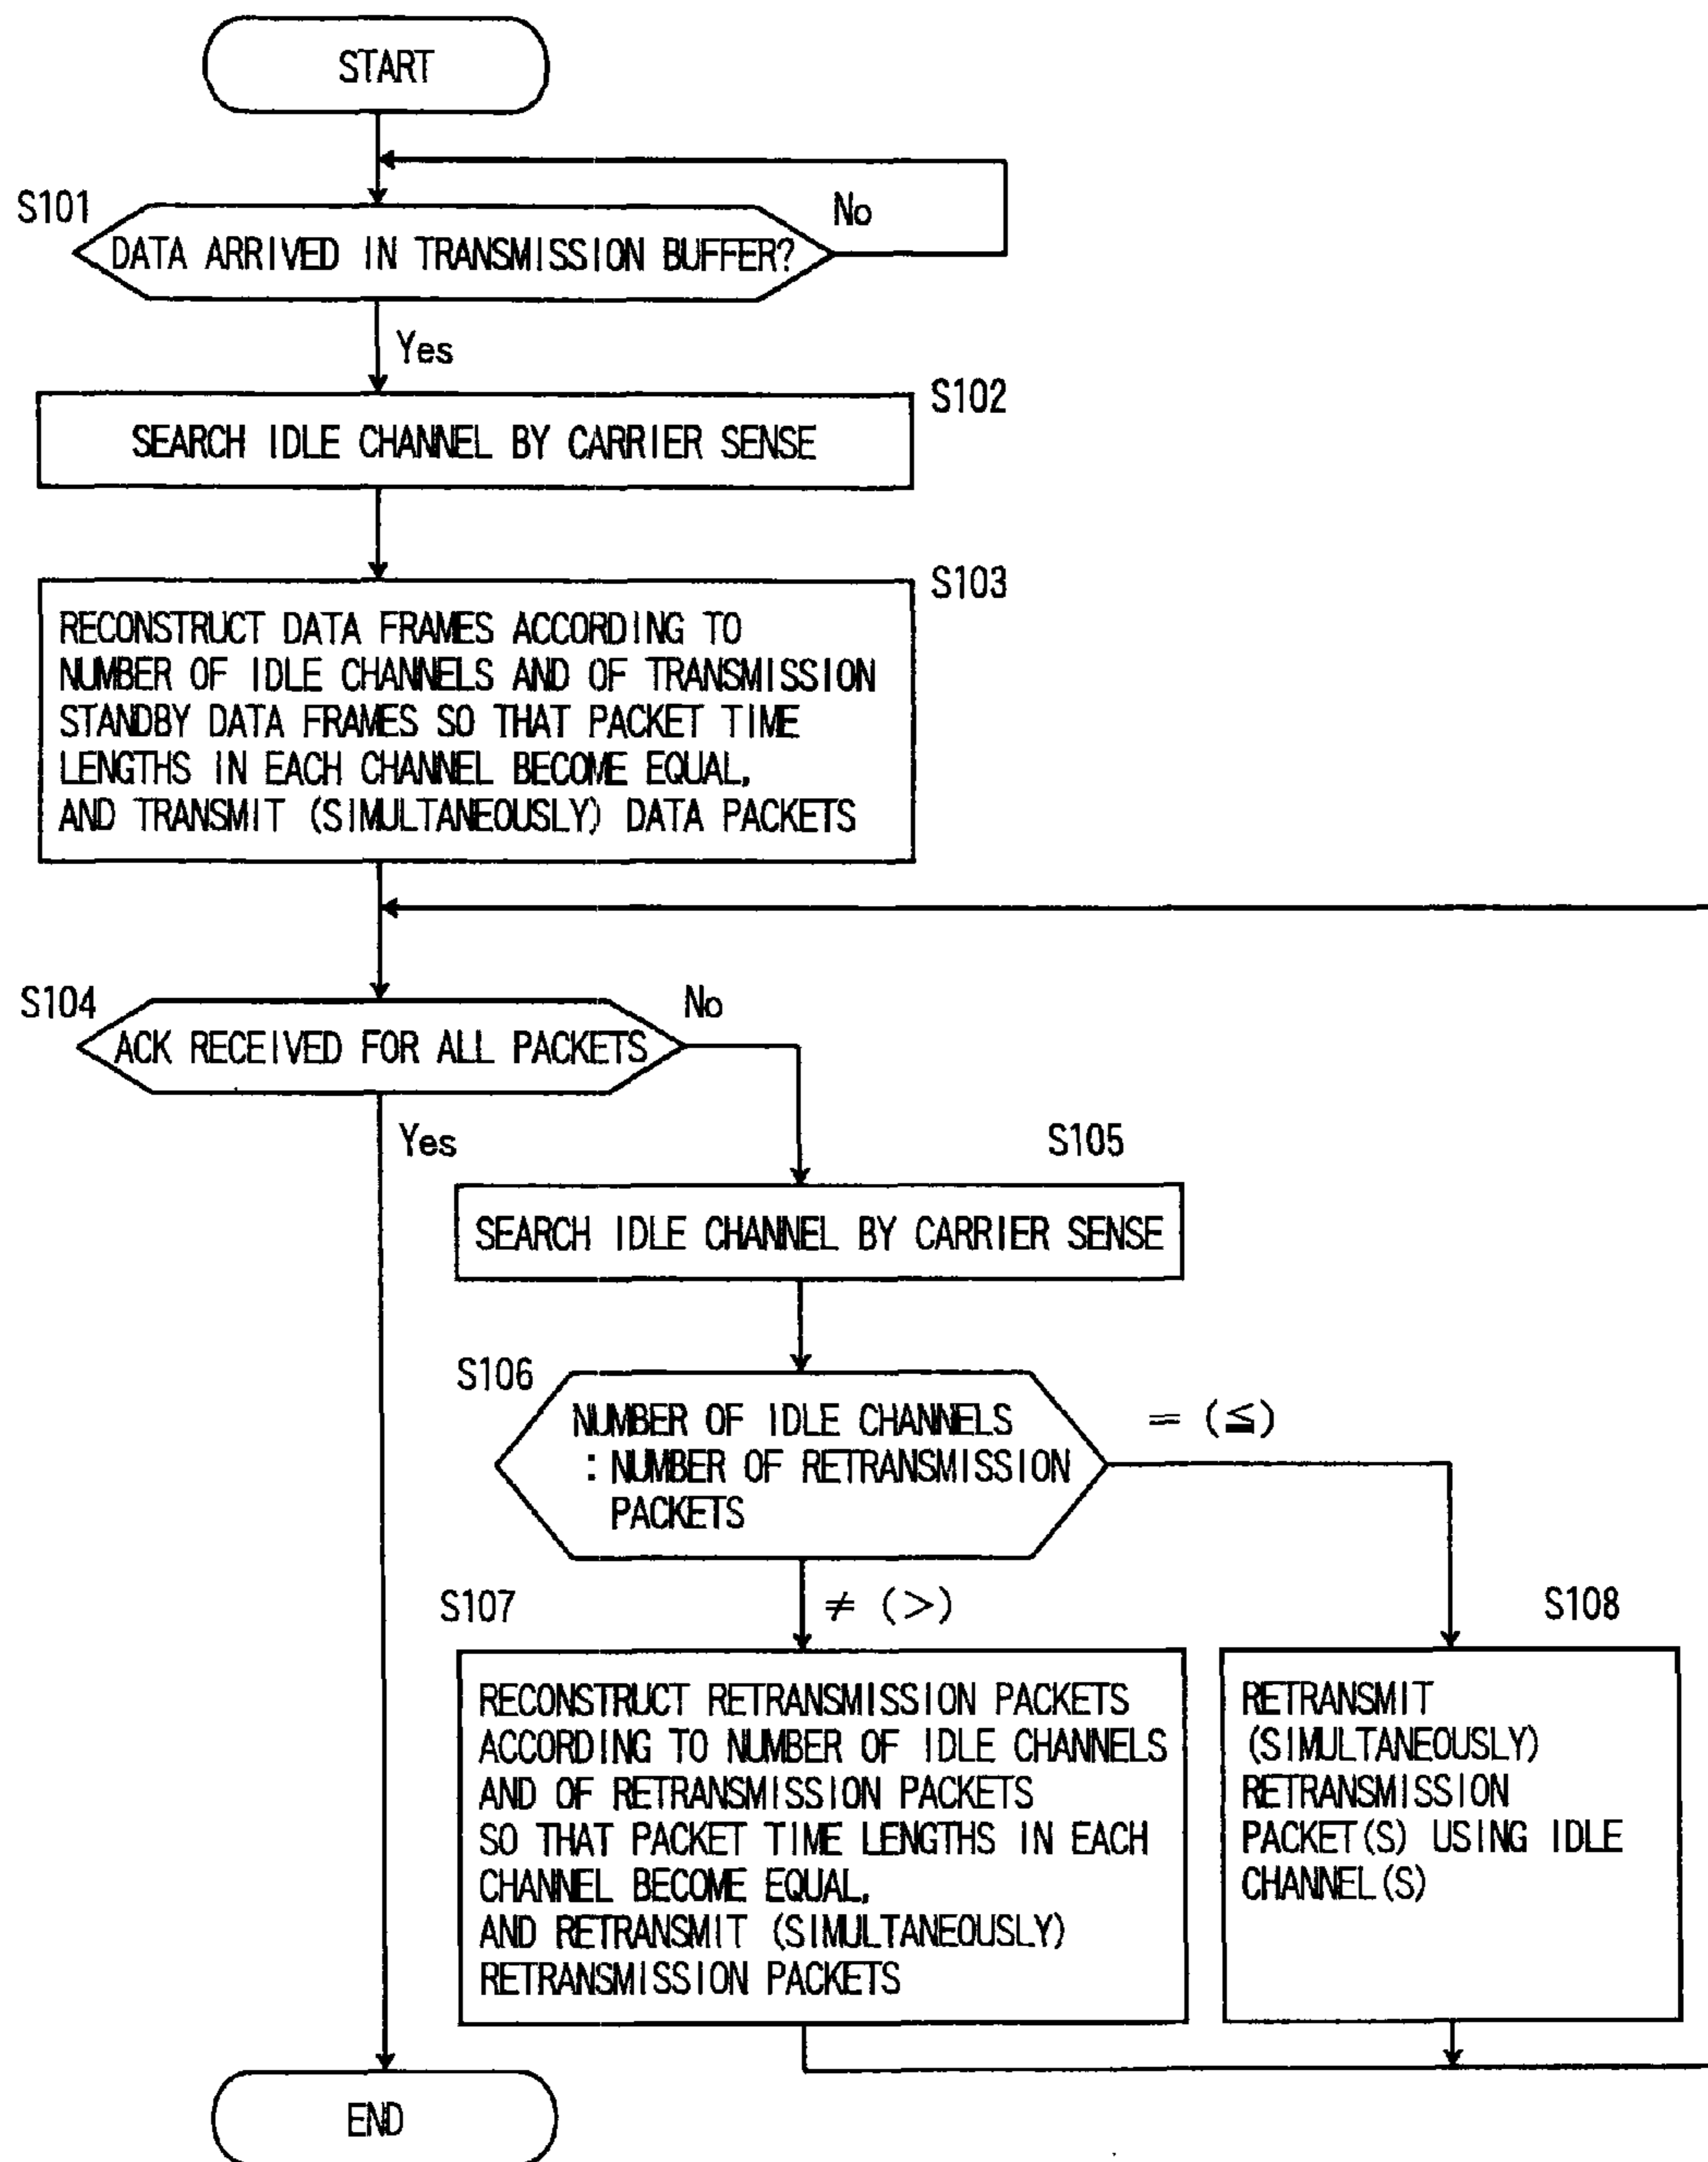 START
S101
DATA ARRIVED IN TRANSMISSION BUFFER?
No
Yes
S102
SEARCH IDLE CHANNEL BY CARRIER SENSE
S103
RECONSTRUCT DATA FRAMES ACCORDING TO
NUMBER OF IDLE CHANNELS AND OF TRANSMISSION
STANDBY DATA FRAMES SO THAT PACKET TIME
LENGTHS IN EACH CHANNEL BECOME EQUAL,
AND TRANSMIT (SIMULTANEOUSLY) DATA PACKETS
S104
ACK RECEIVED FOR ALL PACKETS
No
Yes
S105
SEARCH IDLE CHANNEL BY CARRIER SENSE
S106
NUMBER OF IDLE CHANNELS
: NUMBER OF RETRANSMISSION
PACKETS
= (≦)
≠ (>)
S107
RECONSTRUCT RETRANSMISSION PACKETS
ACCORDING TO NUMBER OF IDLE CHANNELS
AND OF RETRANSMISSION PACKETS
SO THAT PACKET TIME LENGTHS IN EACH
CHANNEL BECOME EQUAL,
AND RETRANSMIT (SIMULTANEOUSLY)
RETRANSMISSION PACKETS
S108
RETRANSMIT
(SIMULTANEOUSLY)
RETRANSMISSION
PACKET(S) USING IDLE
CHANNEL(S)
END